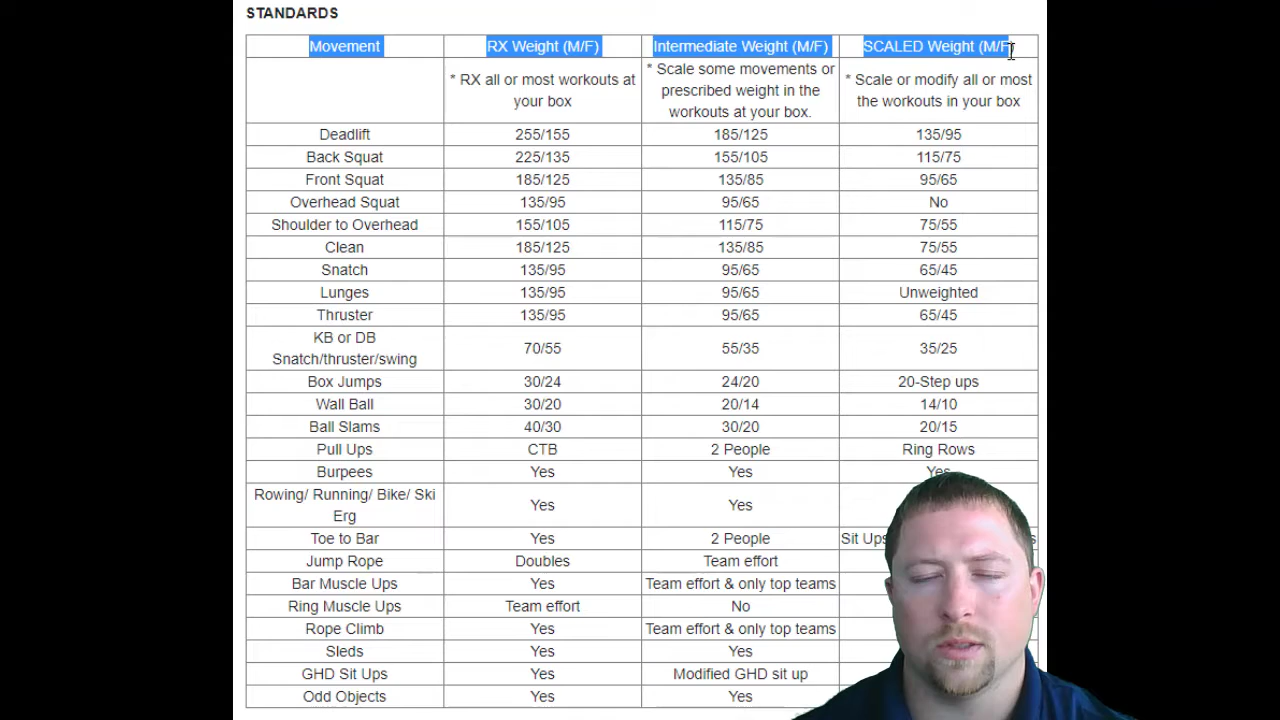 STANDARDS
Movement RX Weight (M/F) Intermediate Weight (M/F) SCALED Weight (M/F)
* RX all or most workouts at your box
* Scale some movements or prescribed weight in the workouts at your box.
* Scale or modify all or most the workouts in your box
Deadlift 255/155 185/125 135/95
Back Squat 225/135 155/105 115/75
Front Squat 185/125 135/85 95/65
Overhead Squat 135/95 95/65 No
Shoulder to Overhead 155/105 115/75 75/55
Clean 185/125 135/85 75/55
Snatch 135/95 95/65 65/45
Lunges 135/95 95/65 Unweighted
Thruster 135/95 95/65 65/45
KB or DB Snatch/thruster/swing 70/55 55/35 35/25
Box Jumps 30/24 24/20 20-Step ups
Wall Ball 30/20 20/14 14/10
Ball Slams 40/30 30/20 20/15
Pull Ups CTB 2 People Ring Rows
Burpees Yes Yes Yes
Rowing/ Running/ Bike/ Ski Erg Yes Yes
Toe to Bar Yes 2 People Sit Ups
Jump Rope Doubles Team effort
Bar Muscle Ups Yes Team effort & only top teams
Ring Muscle Ups Team effort No
Rope Climb Yes Team effort & only top teams
Sleds Yes Yes
GHD Sit Ups Yes Modified GHD sit up
Odd Objects Yes Yes